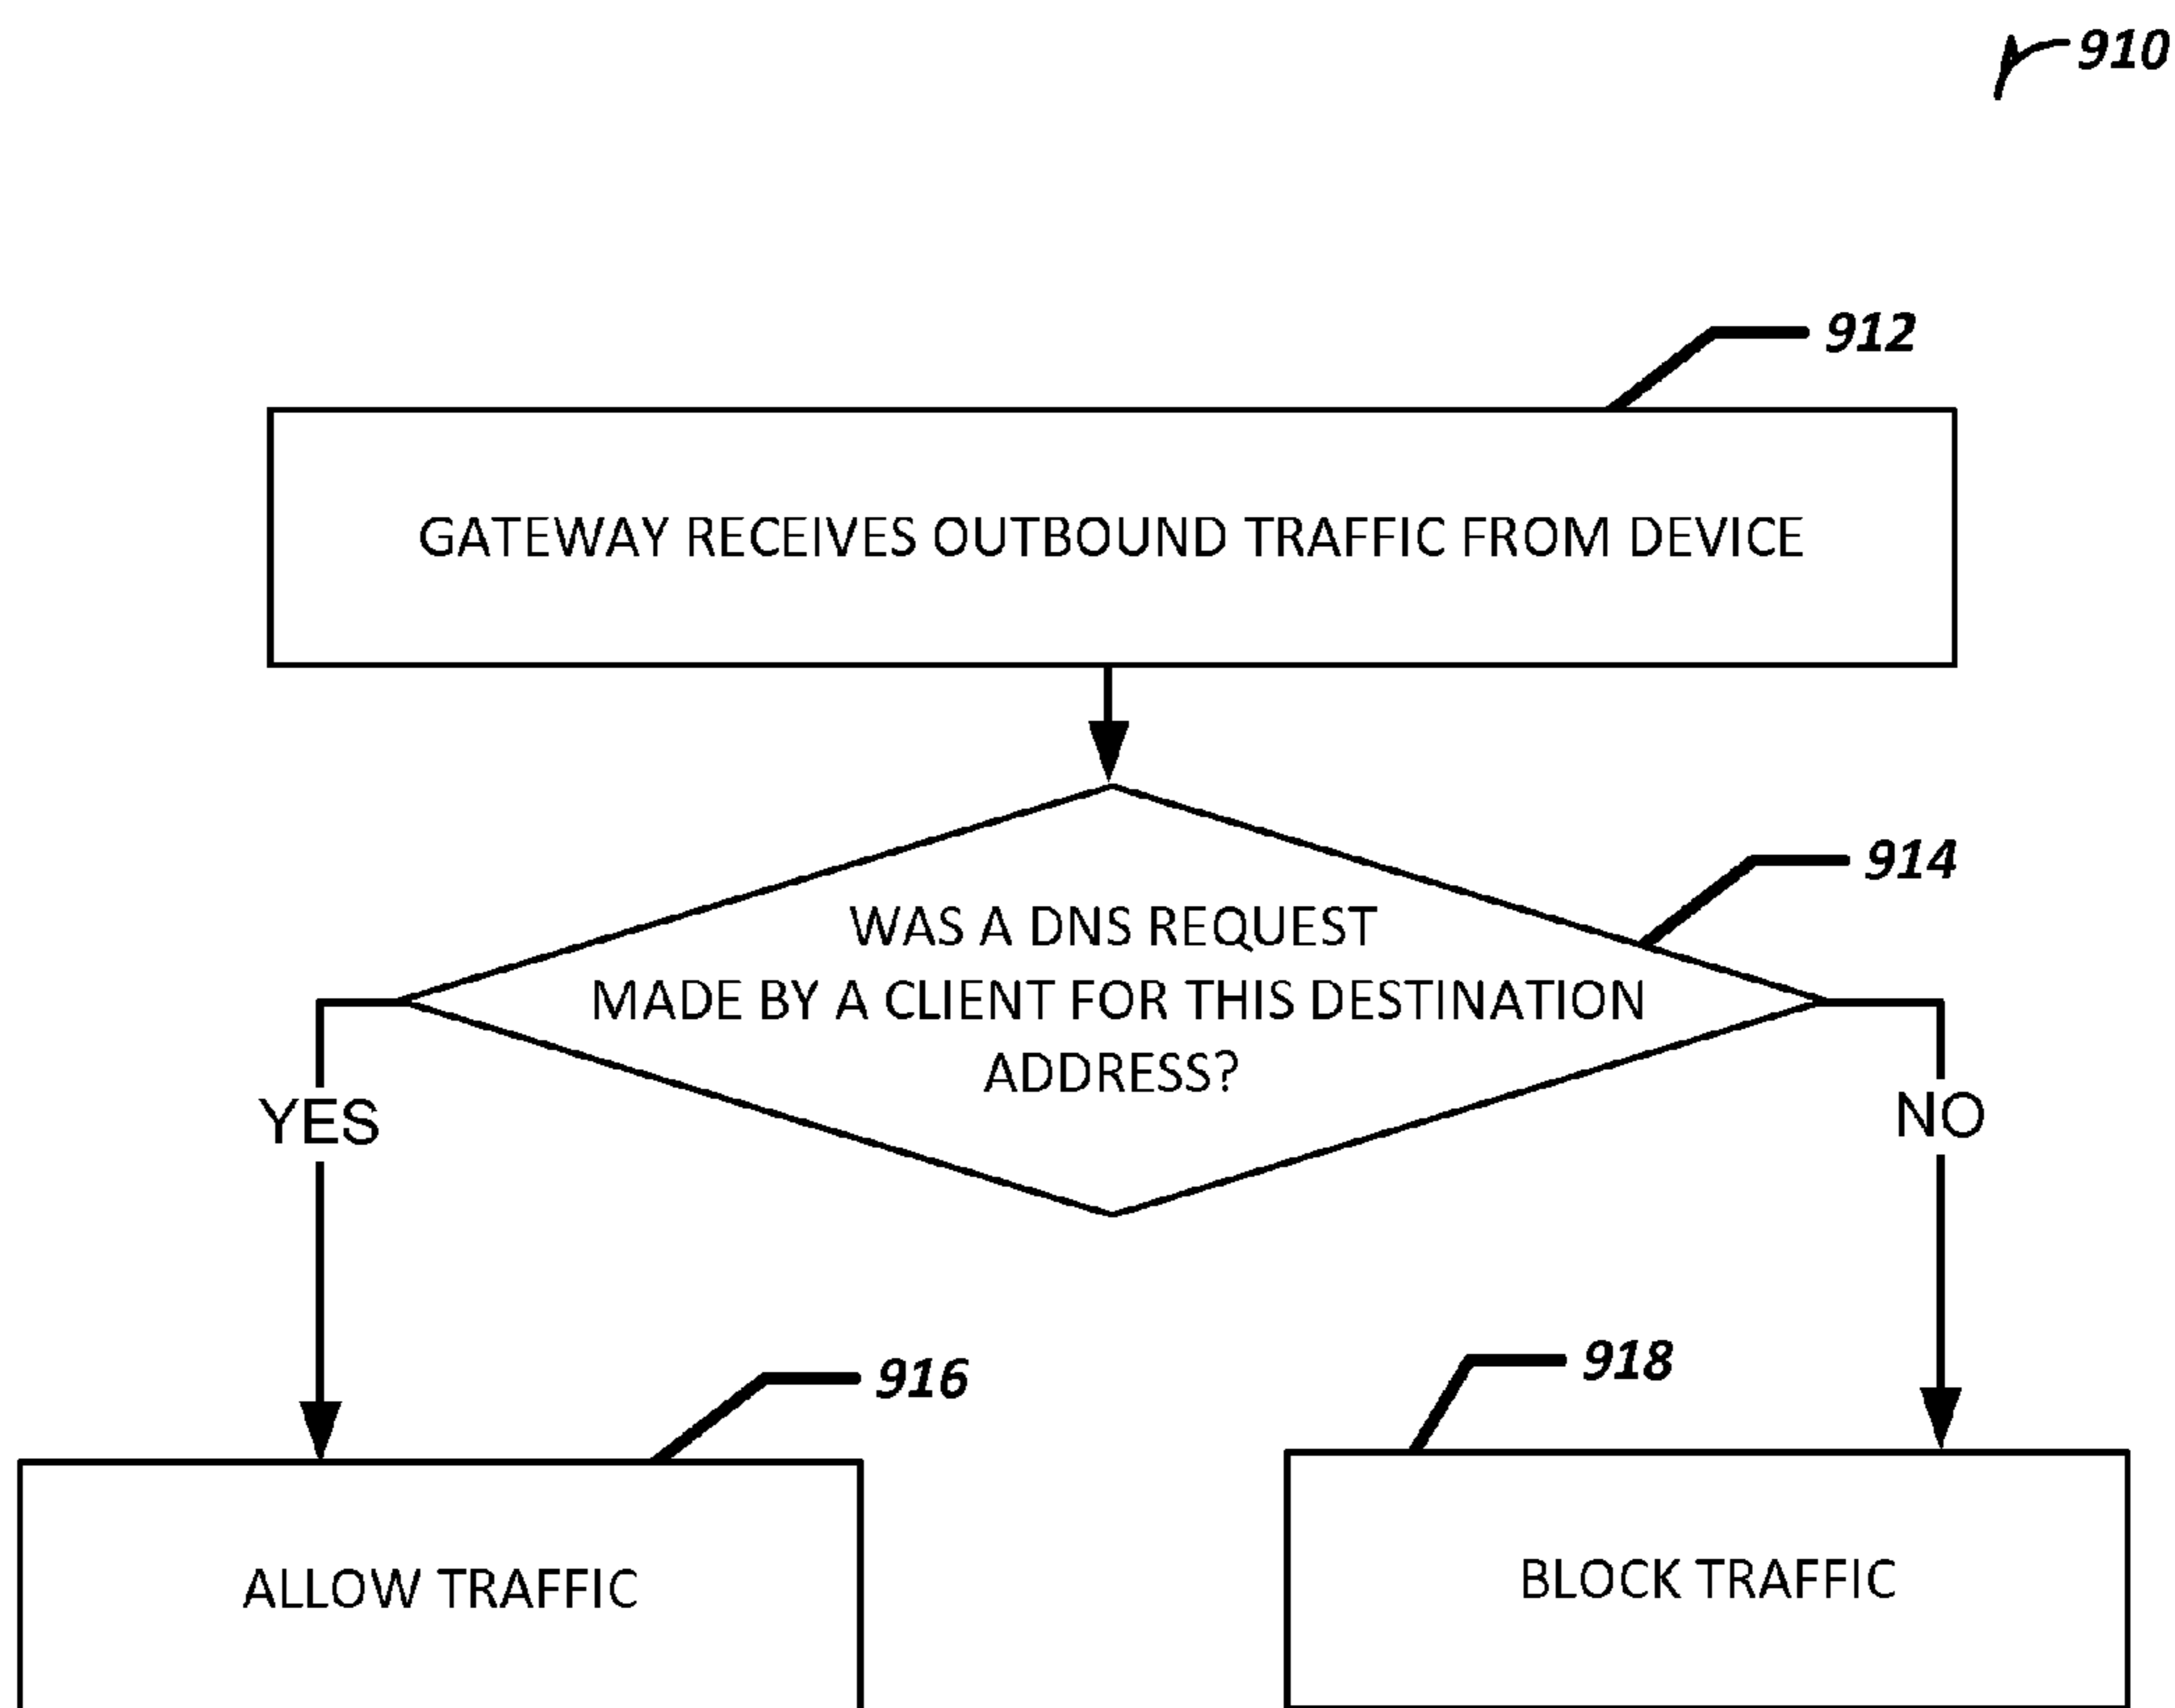 910
912
GATEWAY RECEIVES OUTBOUND TRAFFIC FROM DEVICE
914
WAS A DNS REQUEST
MADE BY A CLIENT FOR THIS DESTINATION
ADDRESS?
YES
NO
916
918
ALLOW TRAFFIC
BLOCK TRAFFIC